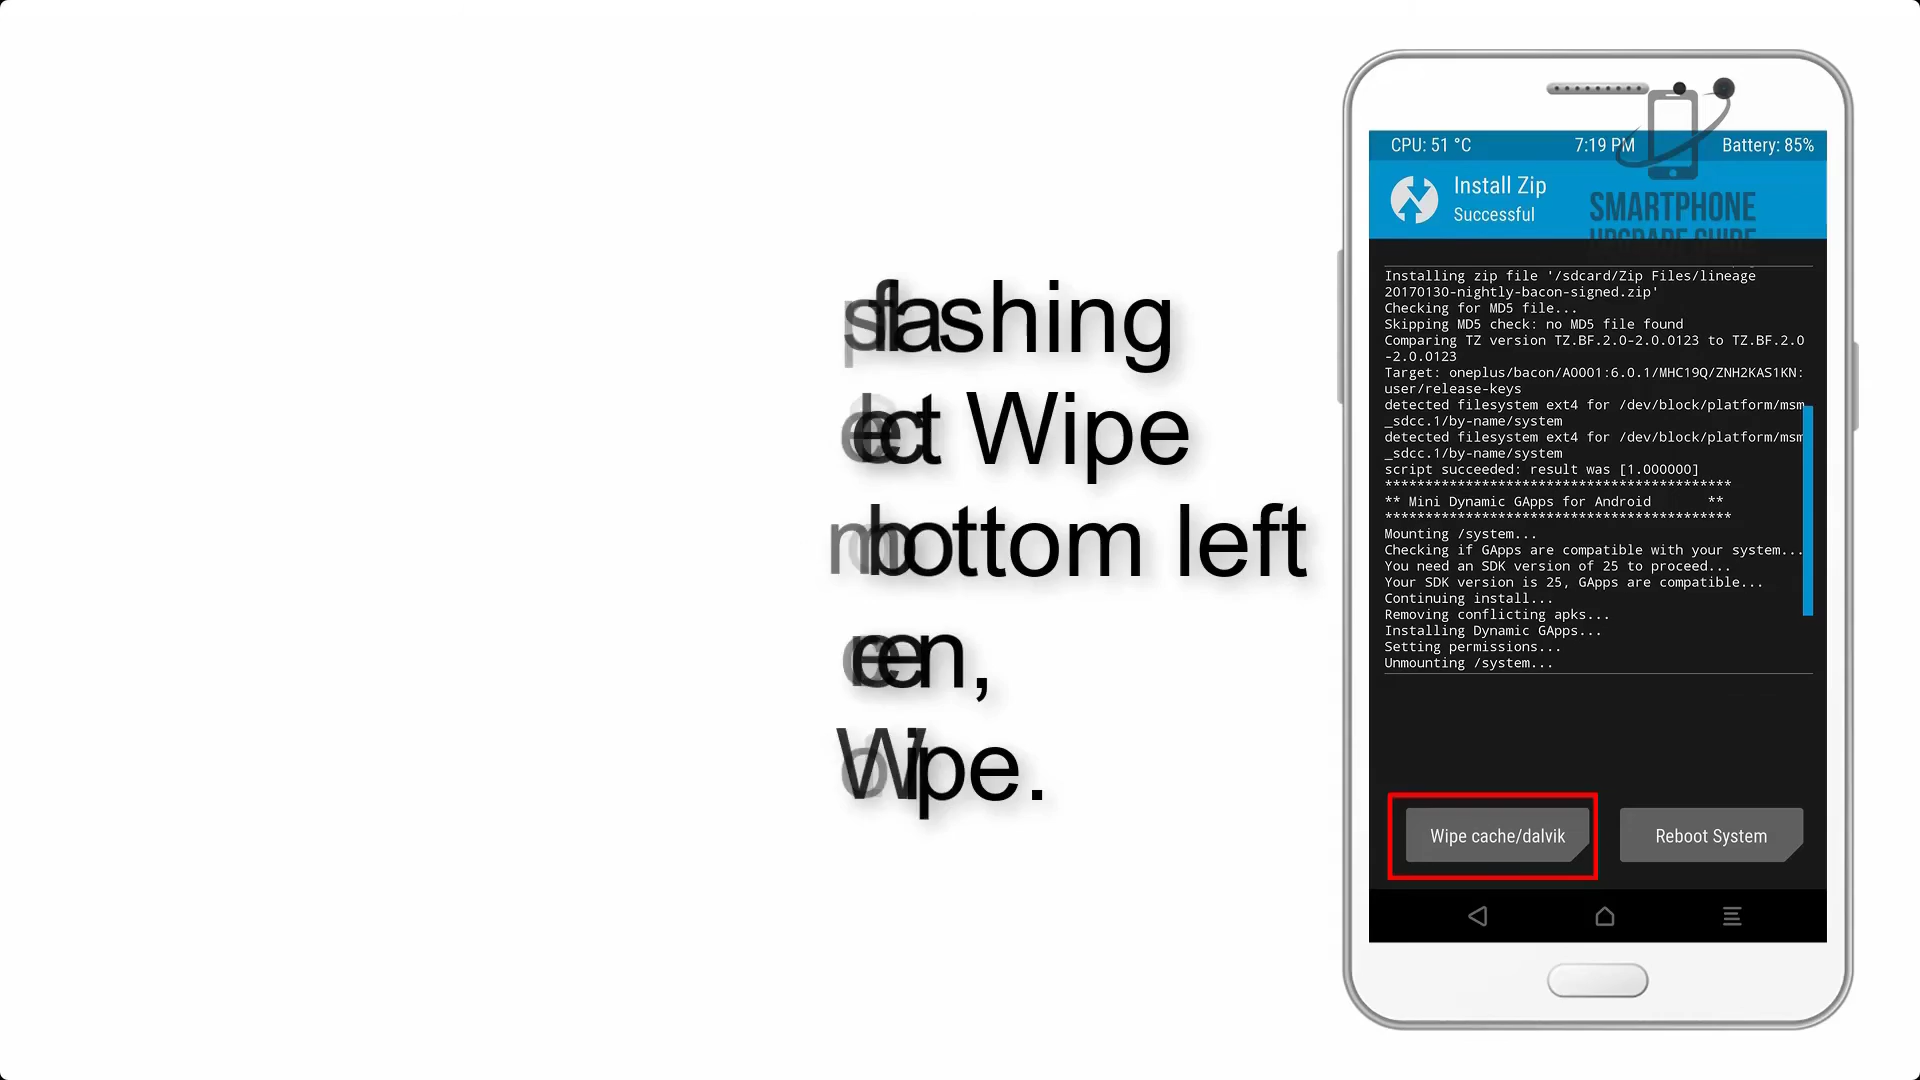 flashing
Wipe
bottom left
Wipe.
CPU: 51 °C 7:19 PM Battery: 85%
Install Zip
Successful
SMARTPHONE
UPGRADE GUIDE
Installing zip file '/sdcard/Zip Files/lineage
20170130-nightly-bacon-signed.zip'
Checking for MD5 file...
Skipping MD5 check: no MD5 file found
Comparing TZ version TZ.BF.2.0-2.0.0123 to TZ.BF.2.0
-2.0.0123
Target: oneplus/bacon/A0001:6.0.1/MHC19Q/ZNH2KAS1KN:
user/release-keys
detected filesystem ext4 for /dev/block/platform/msm
_sdcc.1/by-name/system
detected filesystem ext4 for /dev/block/platform/msm
_sdcc.1/by-name/system
script succeeded: result was [1.000000]
*******************************************
** Mini Dynamic GApps for Android **
*******************************************
Mounting /system...
Checking if GApps are compatible with your system...
You need an SDK version of 25 to proceed...
Your SDK version is 25, GApps are compatible...
Continuing install...
Removing conflicting apks...
Installing Dynamic GApps...
Setting permissions...
Unmounting /system...
Wipe cache/dalvik
Reboot System